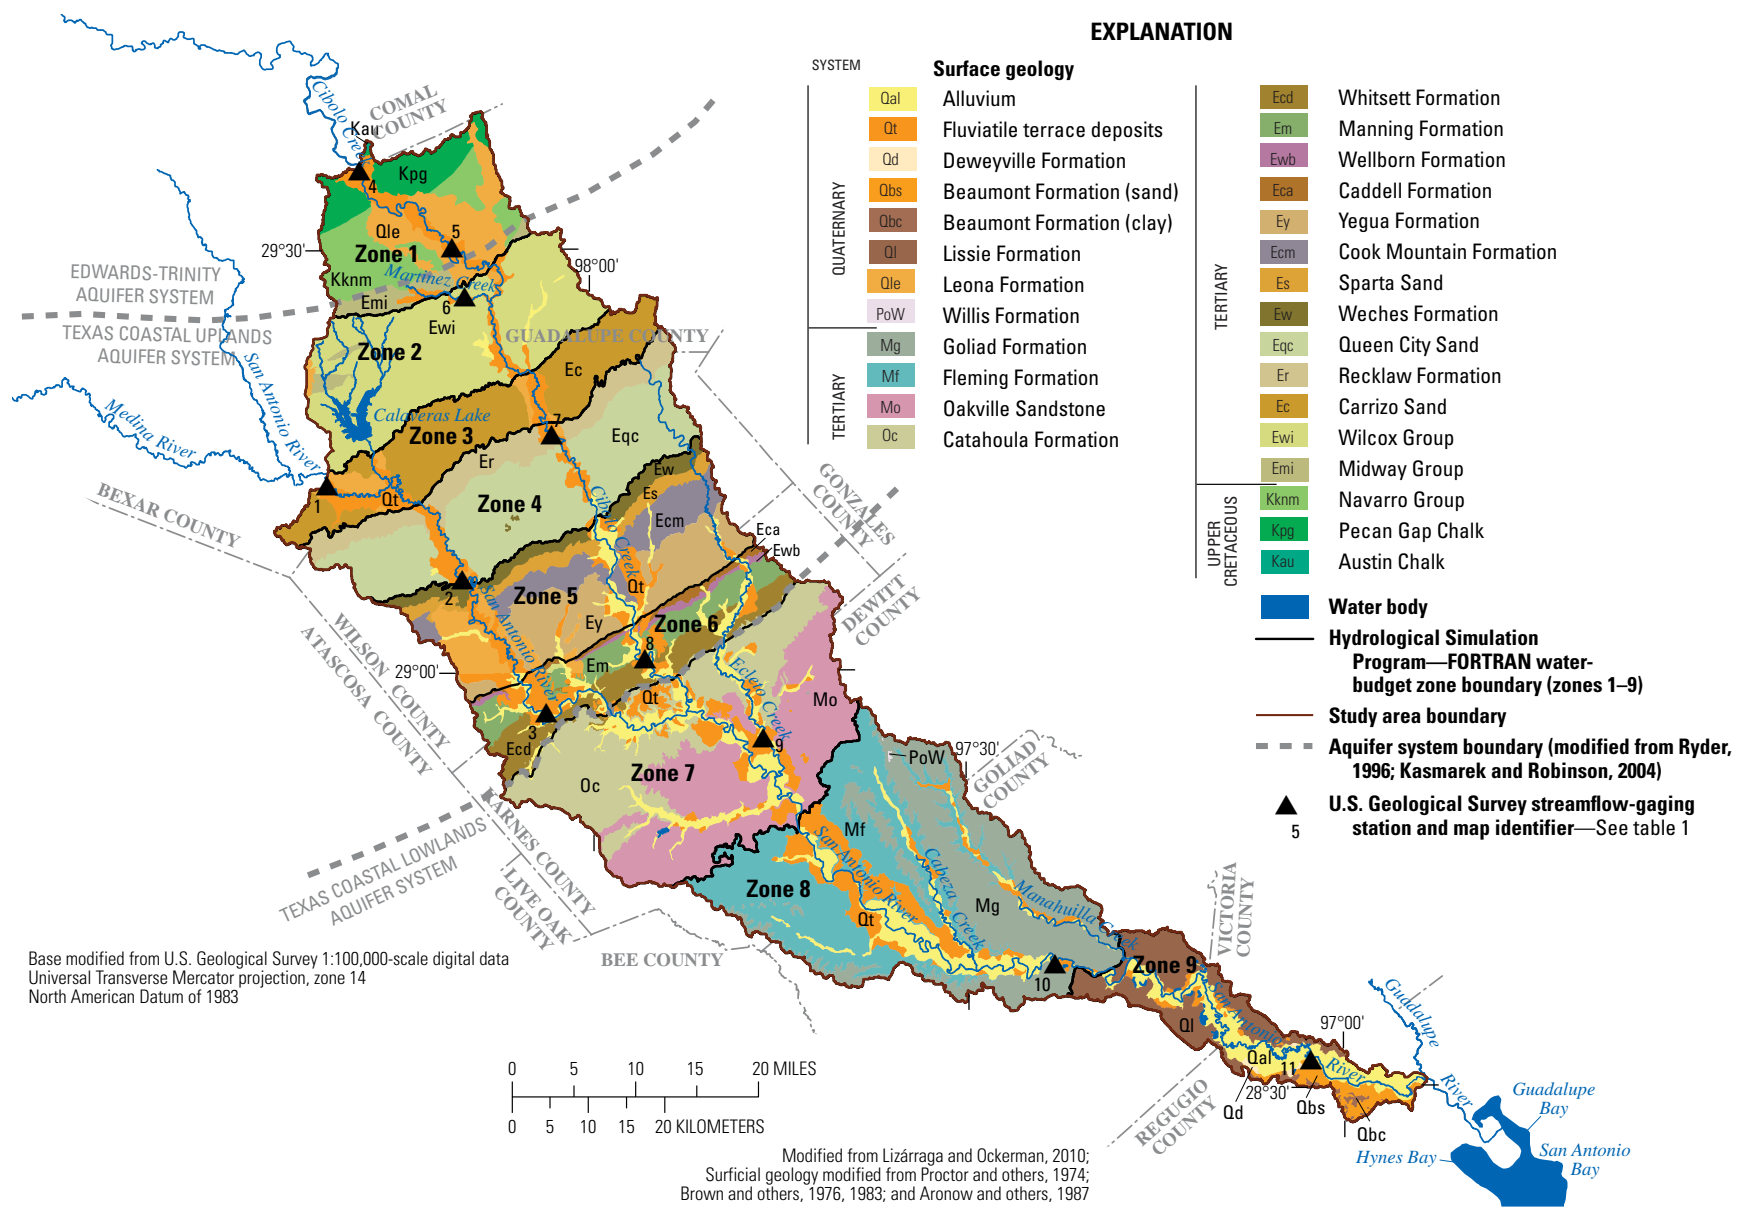 EXPLANATION
SYSTEM
Surface geology
QUATERNARY
Qal Alluvium
Qt Fluviatile terrace deposits
Qd Deweyville Formation
Qbs Beaumont Formation (sand)
Qbc Beaumont Formation (clay)
Ql Lissie Formation
Qle Leona Formation
PoW Willis Formation
TERTIARY
Mg Goliad Formation
Mf Fleming Formation
Mo Oakville Sandstone
Oc Catahoula Formation
TERTIARY
Ecd Whitsett Formation
Em Manning Formation
Ewb Wellborn Formation
Eca Caddell Formation
Ey Yegua Formation
Ecm Cook Mountain Formation
Es Sparta Sand
Ew Weches Formation
Eqc Queen City Sand
Er Recklaw Formation
Ec Carrizo Sand
Ewi Wilcox Group
Emi Midway Group
UPPER
CRETACEOUS
Kknm Navarro Group
Kpg Pecan Gap Chalk
Kau Austin Chalk
Water body
Hydrological Simulation
Program—FORTRAN water-
budget zone boundary (zones 1–9)
Study area boundary
Aquifer system boundary (modified from Ryder,
1996; Kasmarek and Robinson, 2004)
U.S. Geological Survey streamflow-gaging
5 station and map identifier—See table 1
Cibolo Creek
COMAL
COUNTY
Kau
4
Kpg
Qle
5
Zone 1
29°30'
98°00'
Kknm
Martinez Creek
EDWARDS-TRINITY
AQUIFER SYSTEM
Emi
6
Ewi
TEXAS COASTAL UPLANDS
AQUIFER SYSTEM
GUADALUPE COUNTY
Zone 2
San Antonio River
Ec
Medina River
Calaveras Lake
Zone 3
7
Eqc
Er
Ew
1
Qt
Zone 4
Es
Ecm
BEXAR COUNTY
GONZALES
COUNTY
Cibolo
Creek
Eca
Ewb
2
Zone 5
Qt
Ey
Zone 6
WILSON COUNTY
ATASCOSA COUNTY
DEWITT
COUNTY
San Antonio River
29°00'
8
Em
Ecleto
Creek
Qt
Mo
3
Ecd
9
Zone 7
Oc
PoW
97°30'
GOLIAD
COUNTY
KARNES COUNTY
TEXAS COASTAL LOWLANDS
AQUIFER SYSTEM
LIVE OAK
COUNTY
Mf
San Antonio River
Zone 8
Cabeza
Creek
Manahuilla Creek
Mg
Qt
BEE COUNTY
VICTORIA
COUNTY
Zone 9
10
Ql
San Antonio
River
97°00'
Guadalupe
River
Qal
11
28°30'
Qd
Qbs
Qbc
REGUGIO
COUNTY
Guadalupe
Bay
Hynes Bay
San Antonio
Bay
Base modified from U.S. Geological Survey 1:100,000-scale digital data
Universal Transverse Mercator projection, zone 14
North American Datum of 1983
0 5 10 15 20 MILES
0 5 10 15 20 KILOMETERS
Modified from Lizárraga and Ockerman, 2010;
Surficial geology modified from Proctor and others, 1974;
Brown and others, 1976, 1983; and Aronow and others, 1987